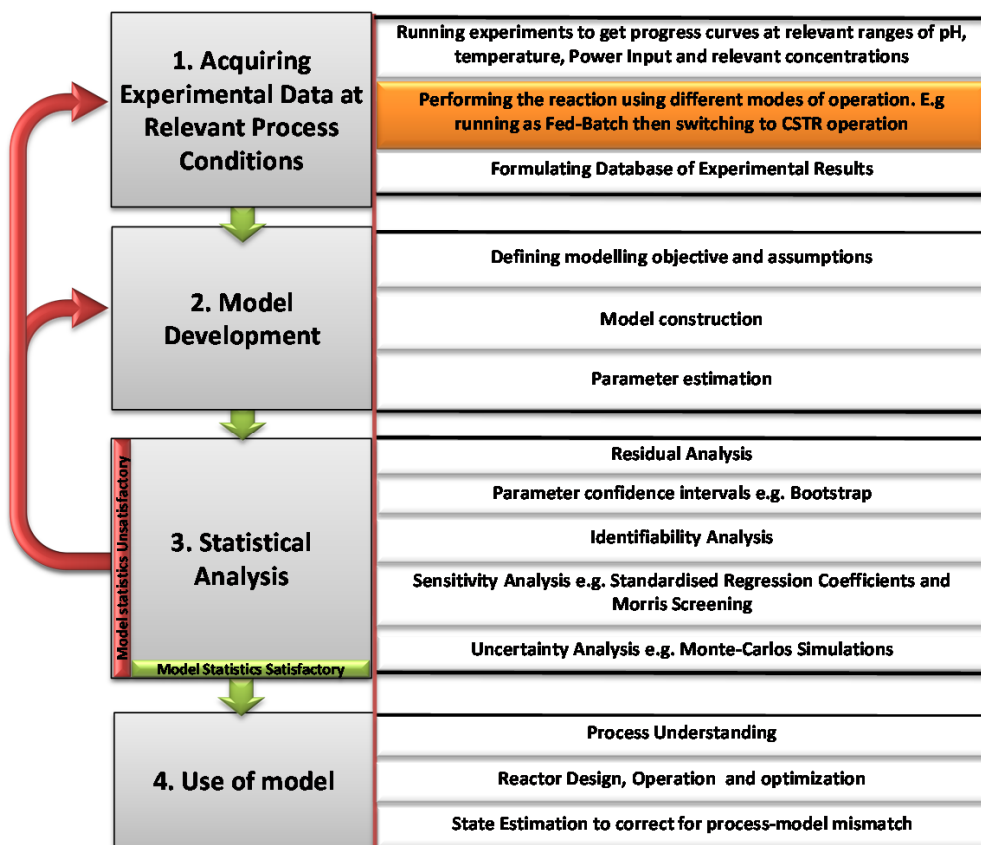 1. Acquiring
Experimental Data at
Relevant Process
Conditions
Running experiments to get progress curves at relevant ranges of pH,
temperature, Power Input and relevant concentrations
Performing the reaction using different modes of operation. E.g
running as Fed-Batch then switching to CSTR operation
Formulating Database of Experimental Results
2. Model
Development
Defining modelling objective and assumptions
Model construction
Parameter estimation
Model statistics Unsatisfactory
3. Statistical
Analysis
Model Statistics Satisfactory
Residual Analysis
Parameter confidence intervals e.g. Bootstrap
Identifiability Analysis
Sensitivity Analysis e.g. Standardised Regression Coefficients and
Morris Screening
Uncertainty Analysis e.g. Monte-Carlos Simulations
4. Use of model
Process Understanding
Reactor Design, Operation and optimization
State Estimation to correct for process-model mismatch